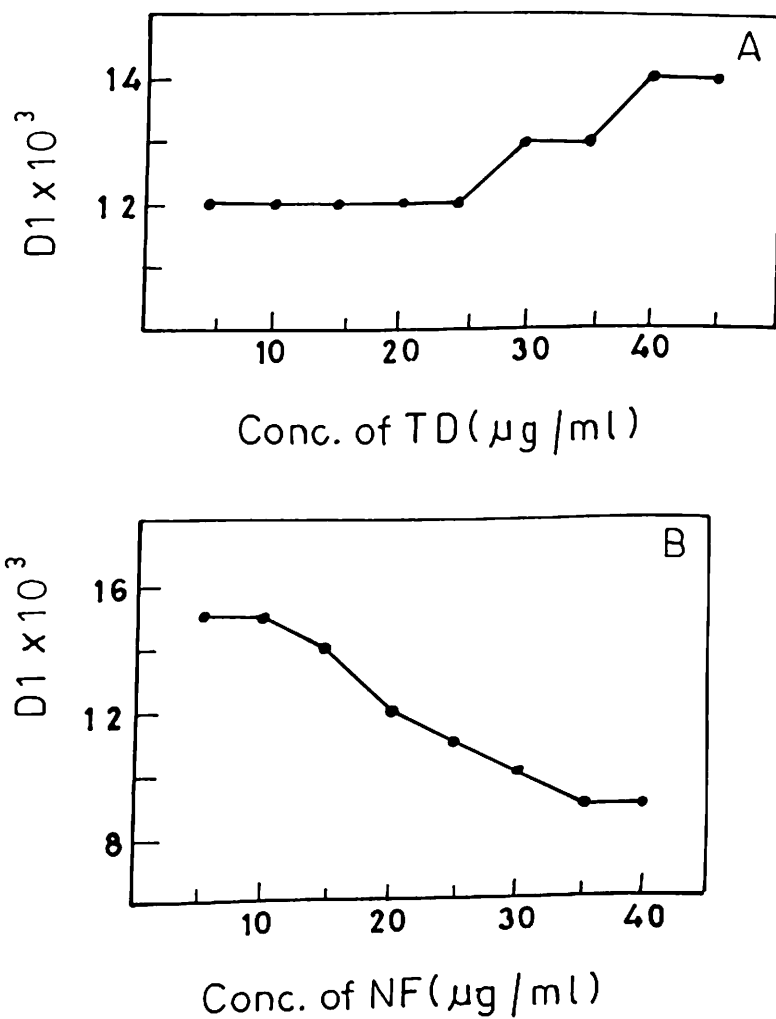 A
14
D1 x 10³
12
10 20 30 40
Conc. of TD (μg /ml)
B
16
D1 x 10³
12
8
10 20 30 40
Conc. of NF (μg /ml)